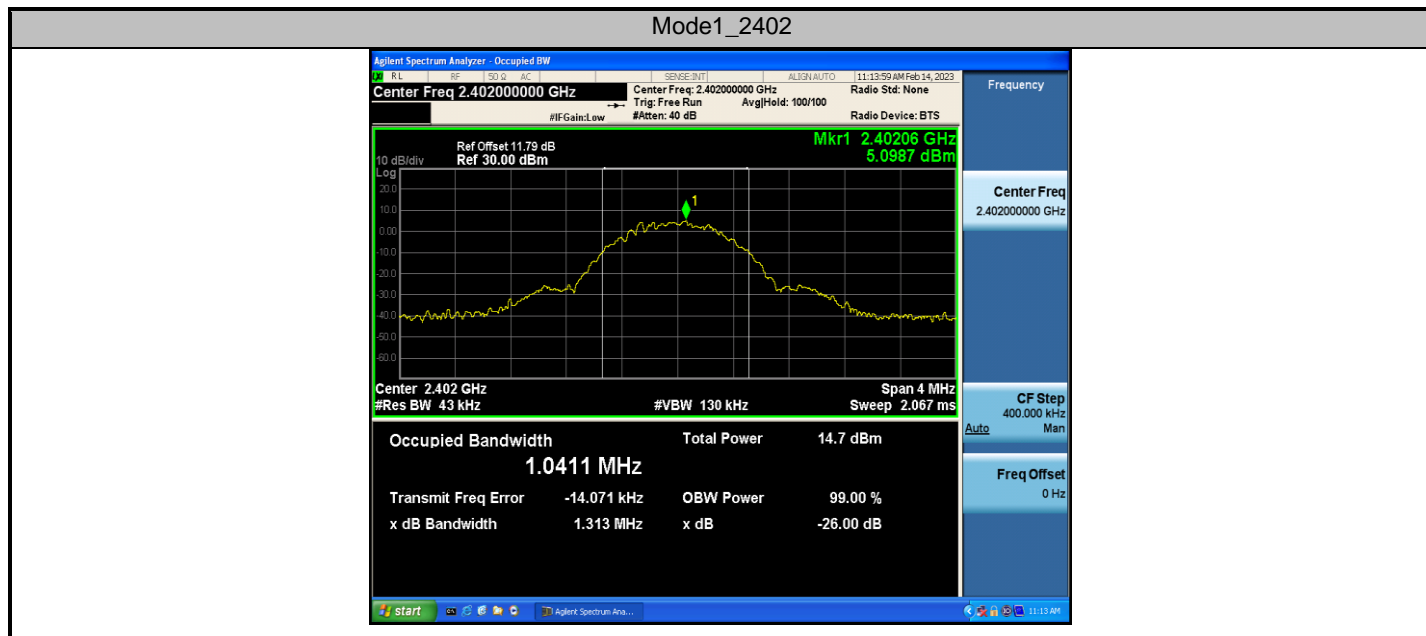 Mode1_2402
Agilent Spectrum Analyzer - Occupied BW
LXI RL RF 50 Ω AC SENSE:INT ALIGN AUTO 11:13:59 AM Feb 14, 2023
Center Freq 2.402000000 GHz
Center Freq: 2.402000000 GHz Radio Std: None
Trig: Free Run Avg|Hold: 100/100
#IFGain:Low #Atten: 40 dB Radio Device: BTS
Frequency
Mkr1 2.40206 GHz
5.0987 dBm
Ref Offset 11.79 dB
10 dB/div Ref 30.00 dBm
Log
20.0
10.0
0.00
-10.0
-20.0
-30.0
-40.0
-50.0
-60.0
1
Center 2.402 GHz Span 4 MHz
#Res BW 43 kHz #VBW 130 kHz Sweep 2.067 ms
Center Freq
2.402000000 GHz
CF Step
400.000 kHz
Auto Man
Freq Offset
0 Hz
Occupied Bandwidth Total Power 14.7 dBm
1.0411 MHz
Transmit Freq Error -14.071 kHz OBW Power 99.00 %
x dB Bandwidth 1.313 MHz x dB -26.00 dB
start Agilent Spectrum Ana... 11:13 AM